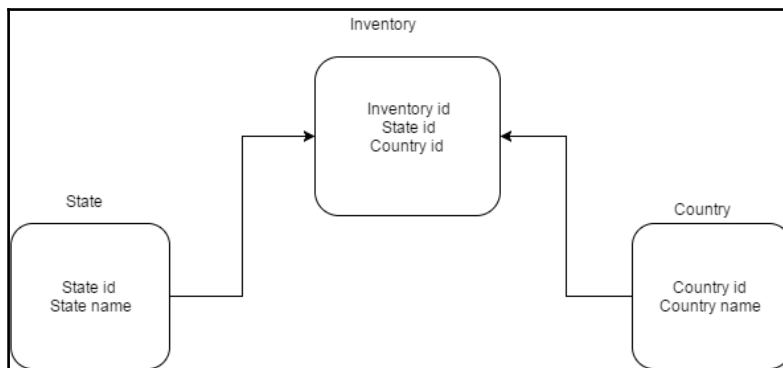 Inventory
Inventory id
State id
Country id
State
State id
State name
Country
Country id
Country name